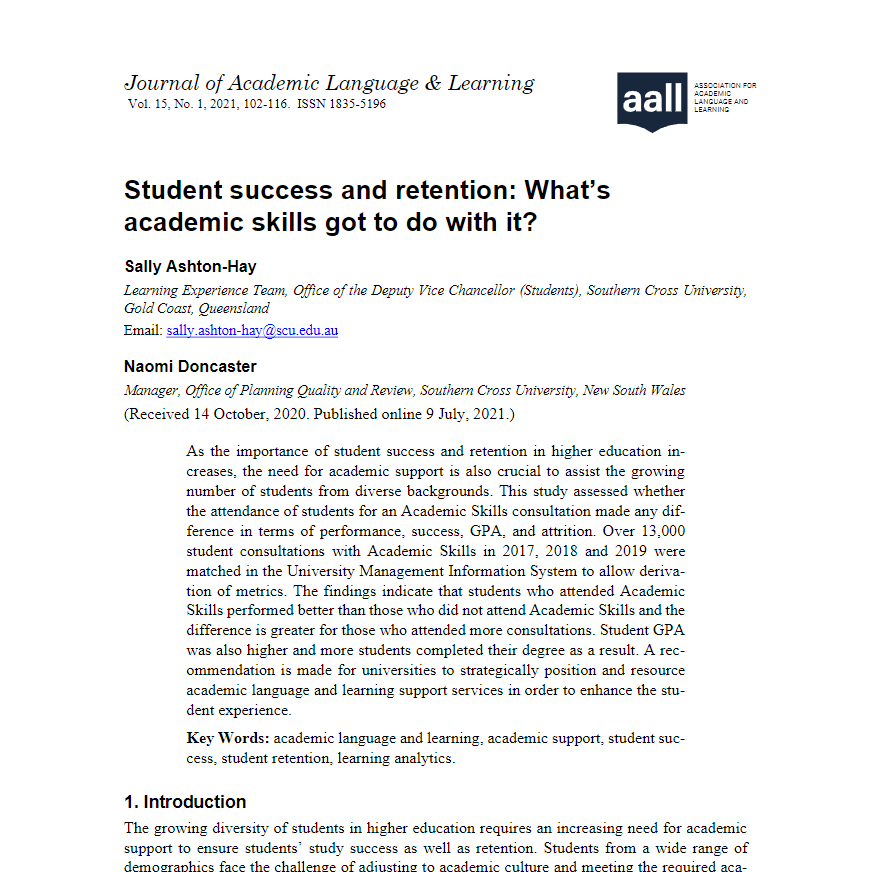 Journal of Academic Language & Learning
Vol. 15, No. 1, 2021, 102-116. ISSN 1835-5196
aall
ASSOCIATION FOR
ACADEMIC
LANGUAGE AND
LEARNING
Student success and retention: What’s
academic skills got to do with it?
Sally Ashton-Hay
Learning Experience Team, Office of the Deputy Vice Chancellor (Students), Southern Cross University,
Gold Coast, Queensland
Email: sally.ashton-hay@scu.edu.au
Naomi Doncaster
Manager, Office of Planning Quality and Review, Southern Cross University, New South Wales
(Received 14 October, 2020. Published online 9 July, 2021.)
As the importance of student success and retention in higher education in-
creases, the need for academic support is also crucial to assist the growing
number of students from diverse backgrounds. This study assessed whether
the attendance of students for an Academic Skills consultation made any dif-
ference in terms of performance, success, GPA, and attrition. Over 13,000
student consultations with Academic Skills in 2017, 2018 and 2019 were
matched in the University Management Information System to allow deriva-
tion of metrics. The findings indicate that students who attended Academic
Skills performed better than those who did not attend Academic Skills and the
difference is greater for those who attended more consultations. Student GPA
was also higher and more students completed their degree as a result. A rec-
ommendation is made for universities to strategically position and resource
academic language and learning support services in order to enhance the stu-
dent experience.
Key Words: academic language and learning, academic support, student suc-
cess, student retention, learning analytics.
1. Introduction
The growing diversity of students in higher education requires an increasing need for academic
support to ensure students’ study success as well as retention. Students from a wide range of
demographics face the challenge of adjusting to academic culture and meeting the required aca-